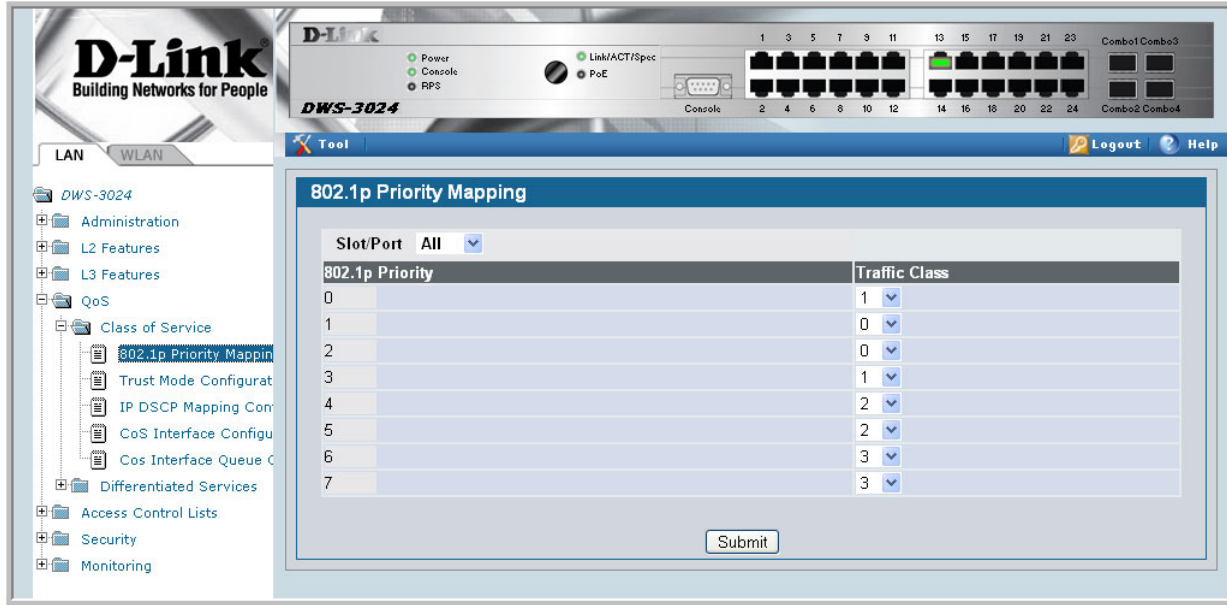 D-Link
Building Networks for People
D-Link
Power
Console
RPS
Link/ACT/Spec
PoE
DWS-3024
Console
1 3 5 7 9 11 13 15 17 19 21 23
2 4 6 8 10 12 14 16 18 20 22 24
Combo1 Combo3
Combo2 Combo4
LAN
WLAN
Tool
Logout
Help
DWS-3024
Administration
L2 Features
L3 Features
QoS
Class of Service
802.1p Priority Mappin
Trust Mode Configurat
IP DSCP Mapping Con
CoS Interface Configu
Cos Interface Queue C
Differentiated Services
Access Control Lists
Security
Monitoring
802.1p Priority Mapping
Slot/Port All
802.1p Priority Traffic Class
0 1
1 0
2 0
3 1
4 2
5 2
6 3
7 3
Submit